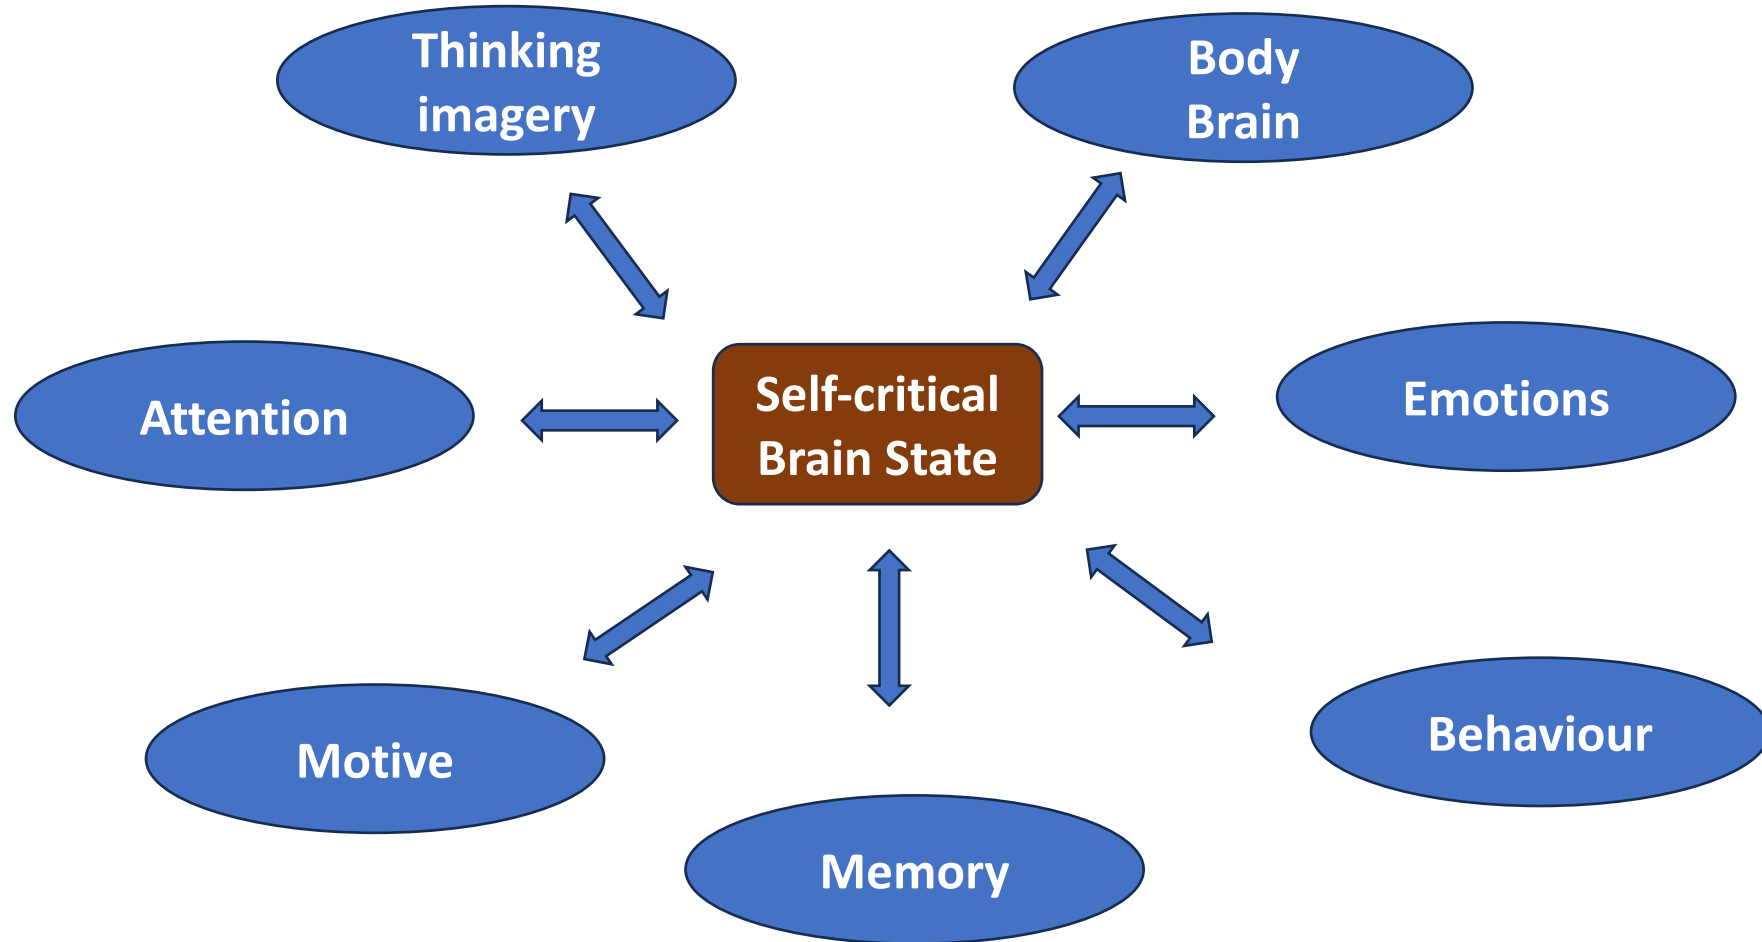 Thinking
imagery
Body
Brain
Attention
Self-critical
Brain State
Emotions
Motive
Memory
Behaviour